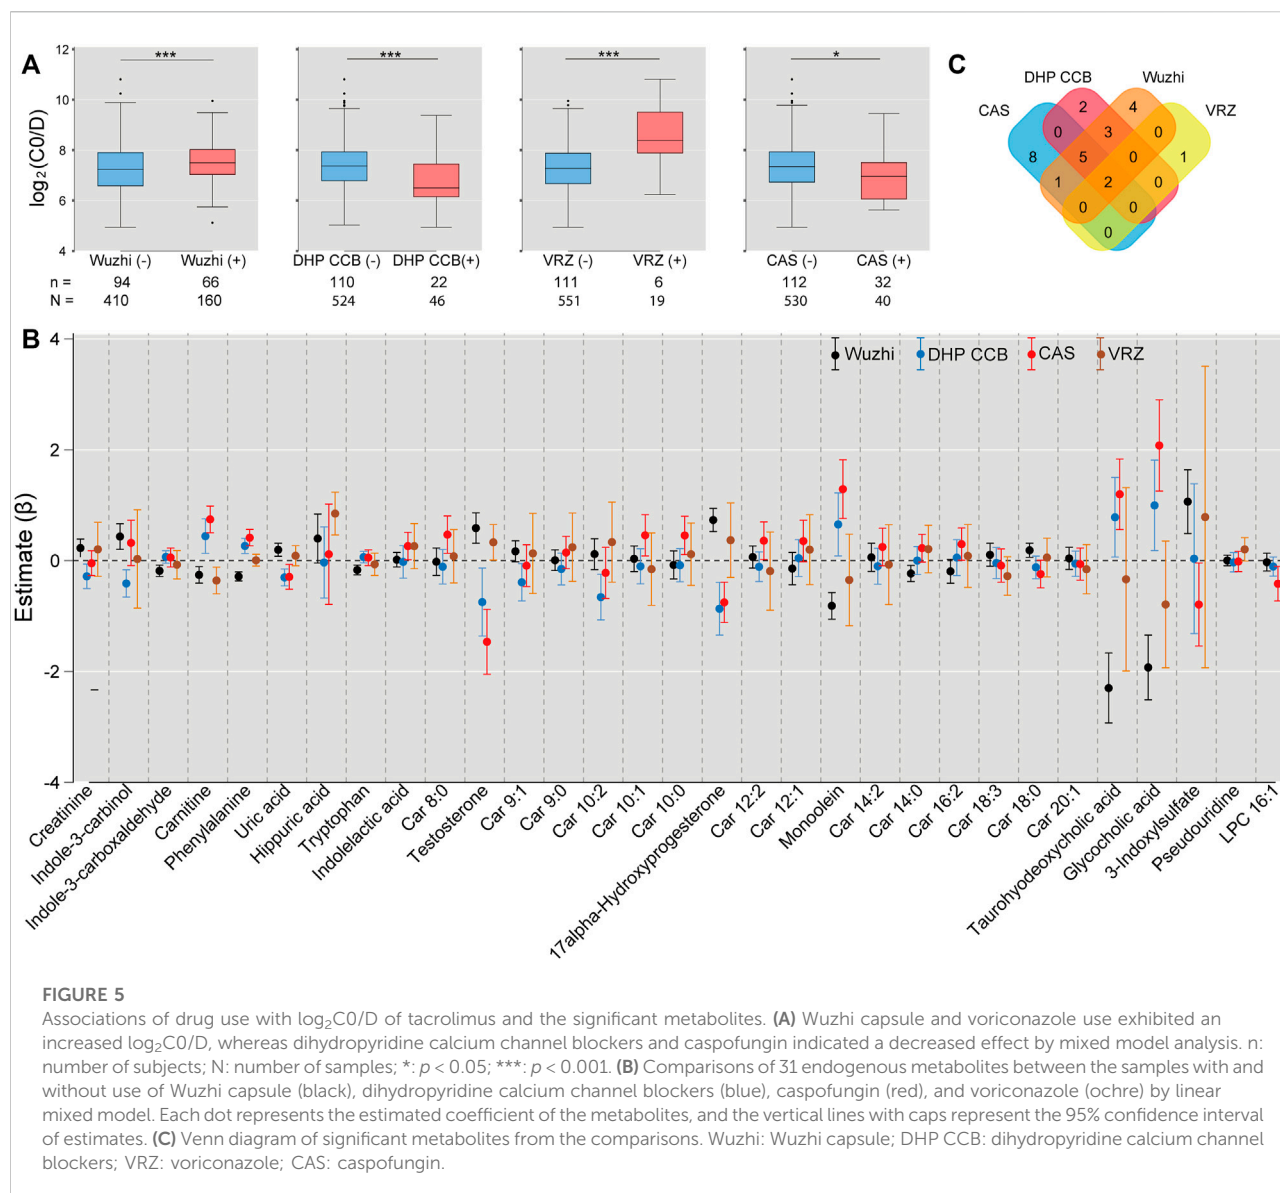 A
12
10
8
6
4
log2(C0/D)
***
***
***
*
Wuzhi (-) Wuzhi (+) DHP CCB (-) DHP CCB(+) VRZ (-) VRZ (+) CAS (-) CAS (+)
n = 94 66 110 22 111 6 112 32
N = 410 160 524 46 551 19 530 40
C
DHP CCB Wuzhi
CAS VRZ
2 4
0 3 0
8 5 0 1
1 2 0
0 0
0
B
4
2
0
-2
-4
Estimate (β)
Wuzhi DHP CCB CAS VRZ
Creatinine
Indole-3-carbinol
Indole-3-carboxaldehyde
Carnitine
Phenylalanine
Uric acid
Hippuric acid
Tryptophan
Indolelactic acid
Car 8:0
Testosterone
Car 9:1
Car 9:0
Car 10:2
Car 10:1
Car 10:0
17alpha-Hydroxyprogesterone
Car 12:2
Car 12:1
Monoolein
Car 14:2
Car 14:0
Car 16:2
Car 18:3
Car 18:0
Car 20:1
Taurohyodeoxycholic acid
Glycocholic acid
3-Indoxylsulfate
Pseudouridine
LPC 16:1
FIGURE 5
Associations of drug use with log2C0/D of tacrolimus and the significant metabolites. (A) Wuzhi capsule and voriconazole use exhibited an
increased log2C0/D, whereas dihydropyridine calcium channel blockers and caspofungin indicated a decreased effect by mixed model analysis. n:
number of subjects; N: number of samples; *: p < 0.05; ***: p < 0.001. (B) Comparisons of 31 endogenous metabolites between the samples with and
without use of Wuzhi capsule (black), dihydropyridine calcium channel blockers (blue), caspofungin (red), and voriconazole (ochre) by linear
mixed model. Each dot represents the estimated coefficient of the metabolites, and the vertical lines with caps represent the 95% confidence interval
of estimates. (C) Venn diagram of significant metabolites from the comparisons. Wuzhi: Wuzhi capsule; DHP CCB: dihydropyridine calcium channel
blockers; VRZ: voriconazole; CAS: caspofungin.